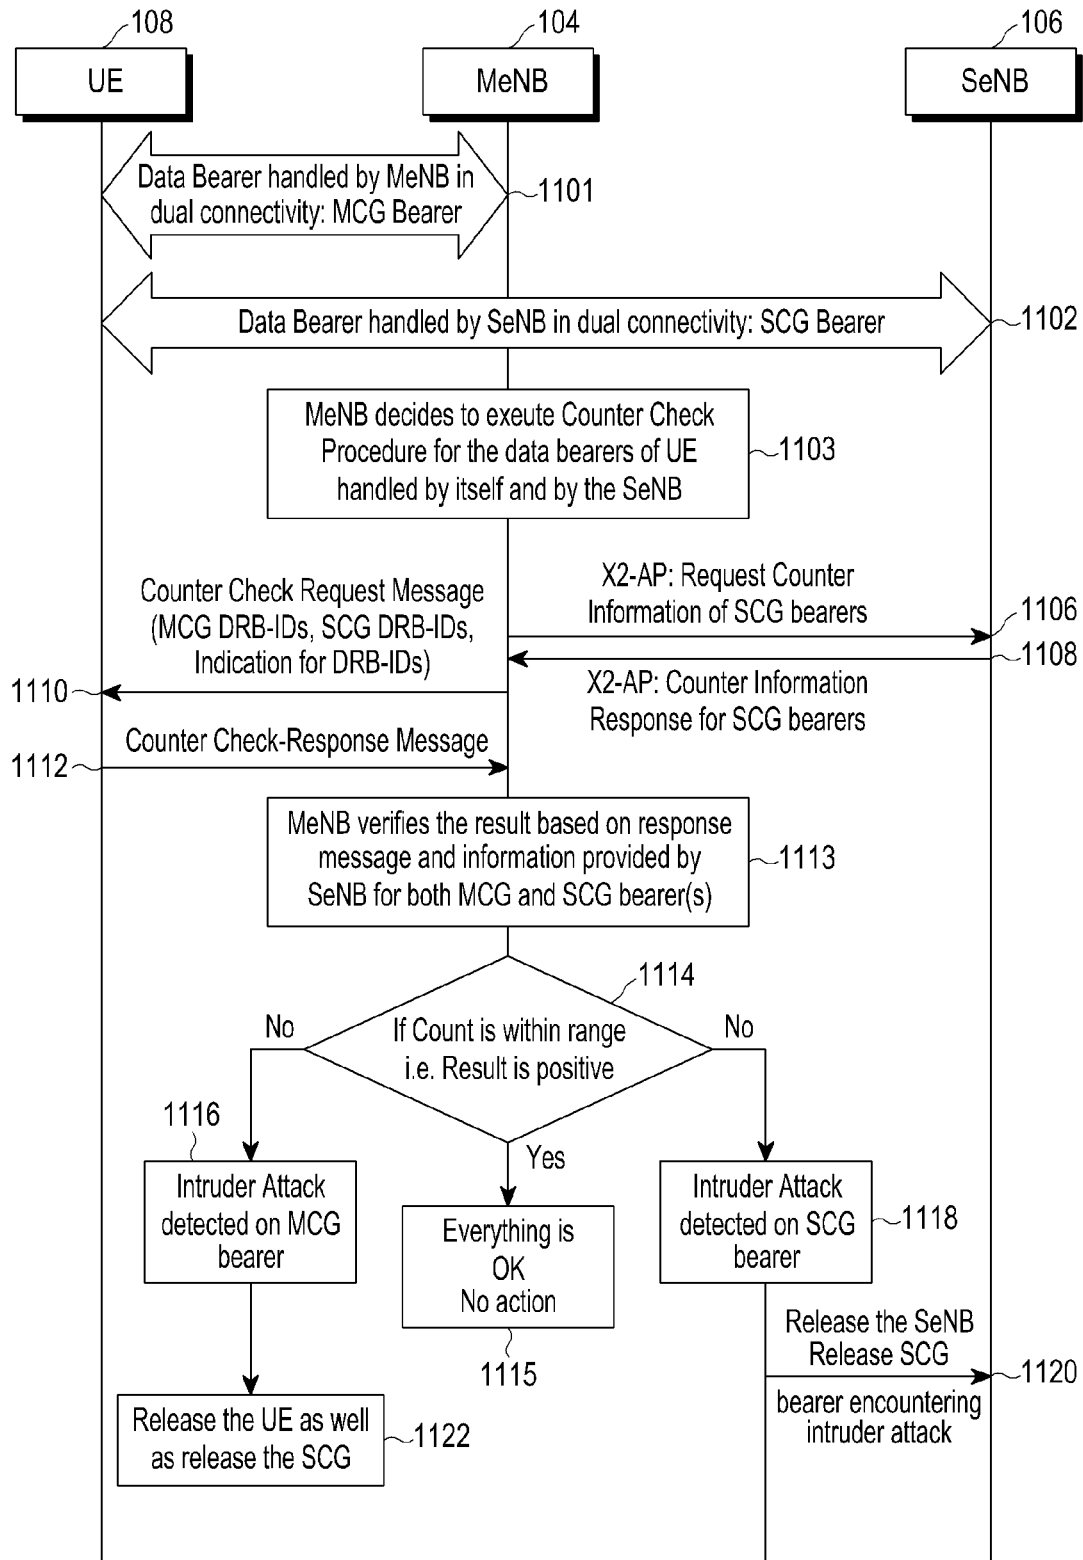 108
104
106
UE
MeNB
SeNB
Data Bearer handled by MeNB in
dual connectivity: MCG Bearer
1101
Data Bearer handled by SeNB in dual connectivity: SCG Bearer
1102
MeNB decides to exeute Counter Check
Procedure for the data bearers of UE
handled by itself and by the SeNB
1103
X2-AP: Request Counter
Information of SCG bearers
1106
Counter Check Request Message
(MCG DRB-IDs, SCG DRB-IDs,
Indication for DRB-IDs)
1108
1110
X2-AP: Counter Information
Response for SCG bearers
Counter Check-Response Message
1112
MeNB verifies the result based on response
message and information provided by
SeNB for both MCG and SCG bearer(s)
1113
1114
No
If Count is within range
i.e. Result is positive
No
Yes
1116
Intruder Attack
detected on MCG
bearer
Everything is
OK
No action
1115
Intruder Attack
detected on SCG
bearer
1118
Release the SeNB
Release SCG
1120
bearer encountering
intruder attack
Release the UE as well
as release the SCG
1122